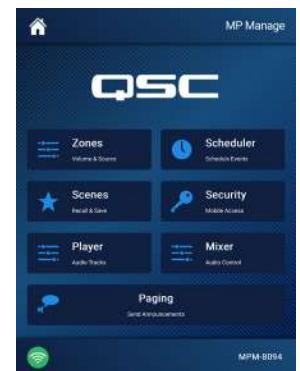 MP Manage
QSC
Zones
Volume & Source
Scheduler
Schedule Events
Scenes
Recall & Save
Security
Mobile Access
Player
Audio Tracks
Mixer
Audio Control
Paging
Send Announcements
MPM-8094